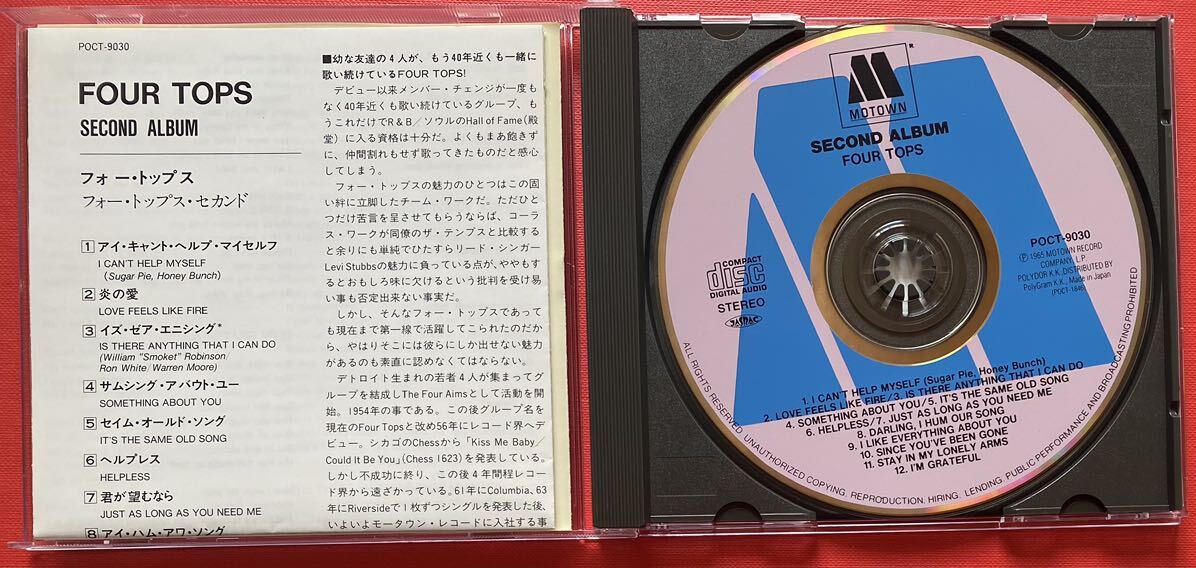 POCT-9030
FOUR TOPS
SECOND ALBUM
フォー・トップス
フォー・トップス・セカンド
1 アイ・キャント・ヘルプ・マイセルフ
I CAN'T HELP MYSELF
(Sugar Pie, Honey Bunch)
2 炎の愛
LOVE FEELS LIKE FIRE
3 イズ・ゼア・エニシング*
IS THERE ANYTHING THAT I CAN DO
(William "Smoket" Robinson/
Ron White/Warren Moore)
4 サムシング・アバウト・ユー
SOMETHING ABOUT YOU
5 セイム・オールド・ソング
IT'S THE SAME OLD SONG
6 ヘルプレス
HELPLESS
7 君が望むなら
JUST AS LONG AS YOU NEED ME
8 アイ・ハム・アワ・ソング
■幼な友達の4人が、もう40年近くも一緒に
歌い続けているFOUR TOPS!
デビュー以来メンバー・チェンジが一度も
なく40年近くも歌い続けているグループ、も
うこれだけでR&B/ソウルのHall of Fame(殿
堂)に入る資格は十分だ。よくもまあ飽きず
に、仲間割れもせず歌ってきたものだと感心
してしまう。
フォー・トップスの魅力のひとつはこの固
い絆に立脚したチーム・ワークだ。ただひと
つだけ苦言を呈させてもらうならば、コーラ
ス・ワークが同僚のザ・テンプスと比較する
と余りにも単純でひたすらリード・シンガー
Levi Stubbsの魅力に負っている点が、ややもす
るとおもしろ味に欠けるという批判を受け易
い事も否定出来ない事実だ。
しかし、そんなフォー・トップスであって
も現在まで第一線で活躍してこられたのだか
ら、やはりそこには彼らにしか出せない魅力
があるのも素直に認めなくてはならない。
デトロイト生まれの若者4人が集まってグ
ループを結成しThe Four Aimsとして活動を開
始。1954年の事である。この後グループ名を
現在のFour Topsと改め56年にレコード界へデ
ビュー。シカゴのChessから「Kiss Me Baby/
Could It Be You」(Chess 1623)を発表している。
しかし不成功に終り、この後4年間程レコー
ド界から遠ざかっている。61年にColumbia、63
年にRiversideで1枚ずつシングルを発表した後、
いよいよモータウン・レコードに入社する事
M
®
MOTOWN
SECOND ALBUM
FOUR TOPS
COMPACT
disc
DIGITAL AUDIO
STEREO
JASRAC
POCT-9030
Ⓟ1965 MOTOWN RECORD
COMPANY, L.P.
POLYDOR K.K., DISTRIBUTED BY
PolyGram K.K., Made in Japan
(POCT-1846)
1. I CAN'T HELP MYSELF (Sugar Pie, Honey Bunch)
2. LOVE FEELS LIKE FIRE/3. IS THERE ANYTHING THAT I CAN DO
4. SOMETHING ABOUT YOU/5. IT'S THE SAME OLD SONG
6. HELPLESS/7. JUST AS LONG AS YOU NEED ME
8. DARLING, I HUM OUR SONG
9. I LIKE EVERYTHING ABOUT YOU
10. SINCE YOU'VE BEEN GONE
11. STAY IN MY LONELY ARMS
12. I'M GRATEFUL
ALL RIGHTS RESERVED. UNAUTHORIZED COPYING, REPRODUCTION, HIRING, LENDING, PUBLIC PERFORMANCE AND BROADCASTING PROHIBITED